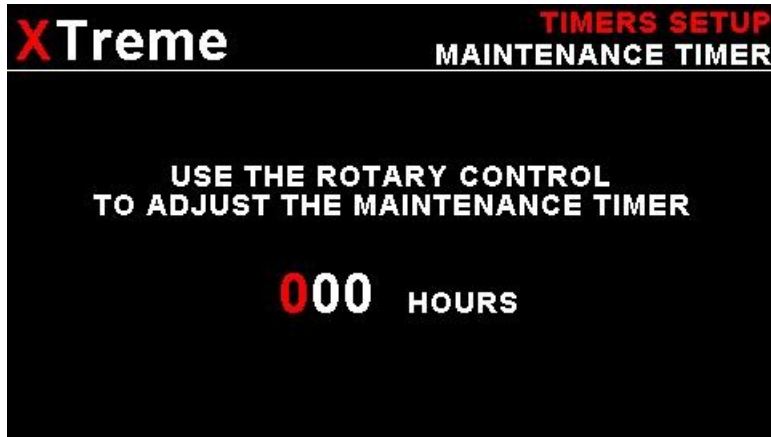 XTreme
TIMERS SETUP
MAINTENANCE TIMER
USE THE ROTARY CONTROL
TO ADJUST THE MAINTENANCE TIMER
000 HOURS